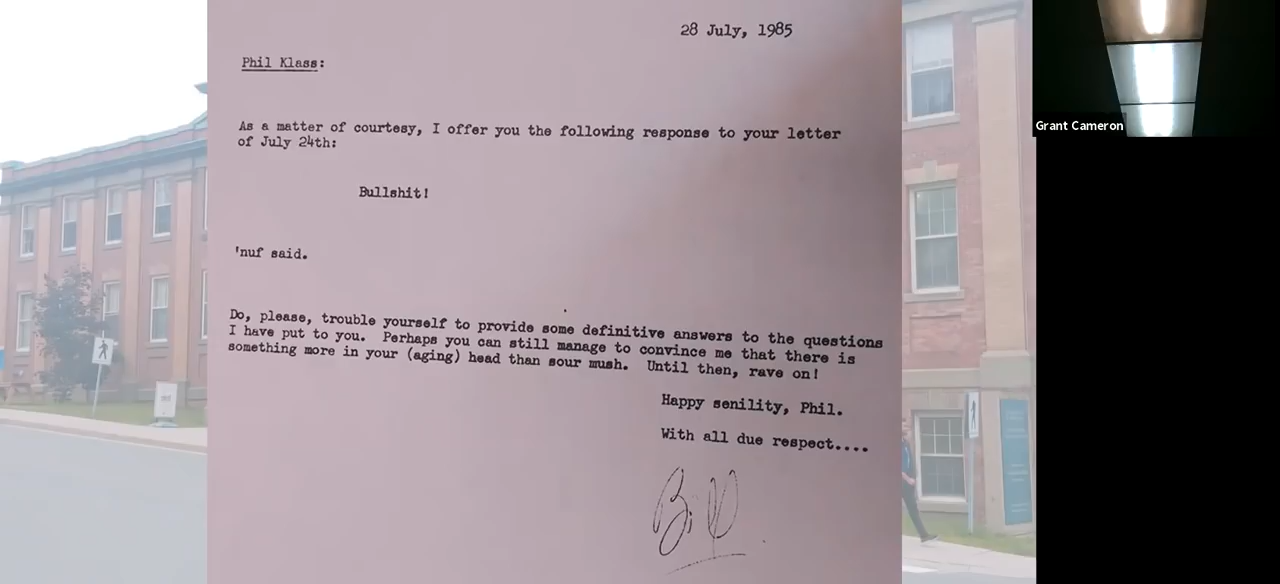 28 July, 1985
Phil Klass:
As a matter of courtesy, I offer you the following response to your letter
of July 24th:
Bullshit!
'nuf said.
Do, please, trouble yourself to provide some definitive answers to the questions
I have put to you.  Perhaps you can still manage to convince me that there is
something more in your (aging) head than sour mush.  Until then, rave on!
Happy senility, Phil.
With all due respect....
Bill
Grant Cameron